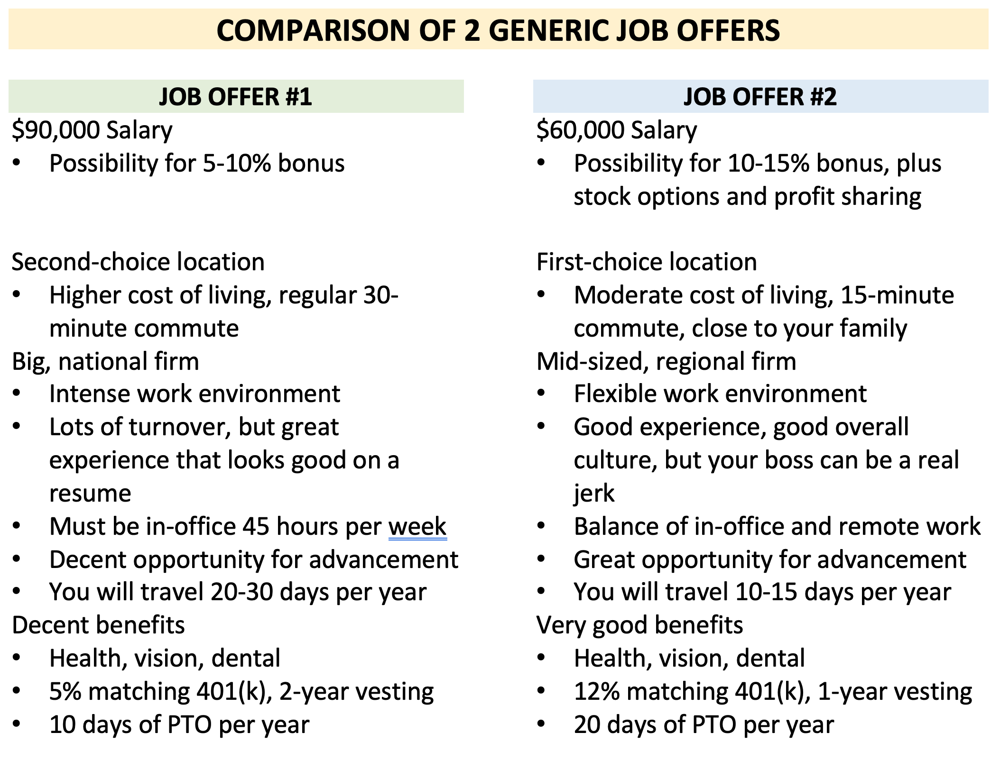 COMPARISON OF 2 GENERIC JOB OFFERS
JOB OFFER #1
$90,000 Salary
• Possibility for 5-10% bonus
Second-choice location
• Higher cost of living, regular 30-
minute commute
Big, national firm
• Intense work environment
• Lots of turnover, but great
experience that looks good on a
resume
• Must be in-office 45 hours per week
• Decent opportunity for advancement
• You will travel 20-30 days per year
Decent benefits
• Health, vision, dental
• 5% matching 401(k), 2-year vesting
• 10 days of PTO per year
JOB OFFER #2
$60,000 Salary
• Possibility for 10-15% bonus, plus
stock options and profit sharing
First-choice location
• Moderate cost of living, 15-minute
commute, close to your family
Mid-sized, regional firm
• Flexible work environment
• Good experience, good overall
culture, but your boss can be a real
jerk
• Balance of in-office and remote work
• Great opportunity for advancement
• You will travel 10-15 days per year
Very good benefits
• Health, vision, dental
• 12% matching 401(k), 1-year vesting
• 20 days of PTO per year